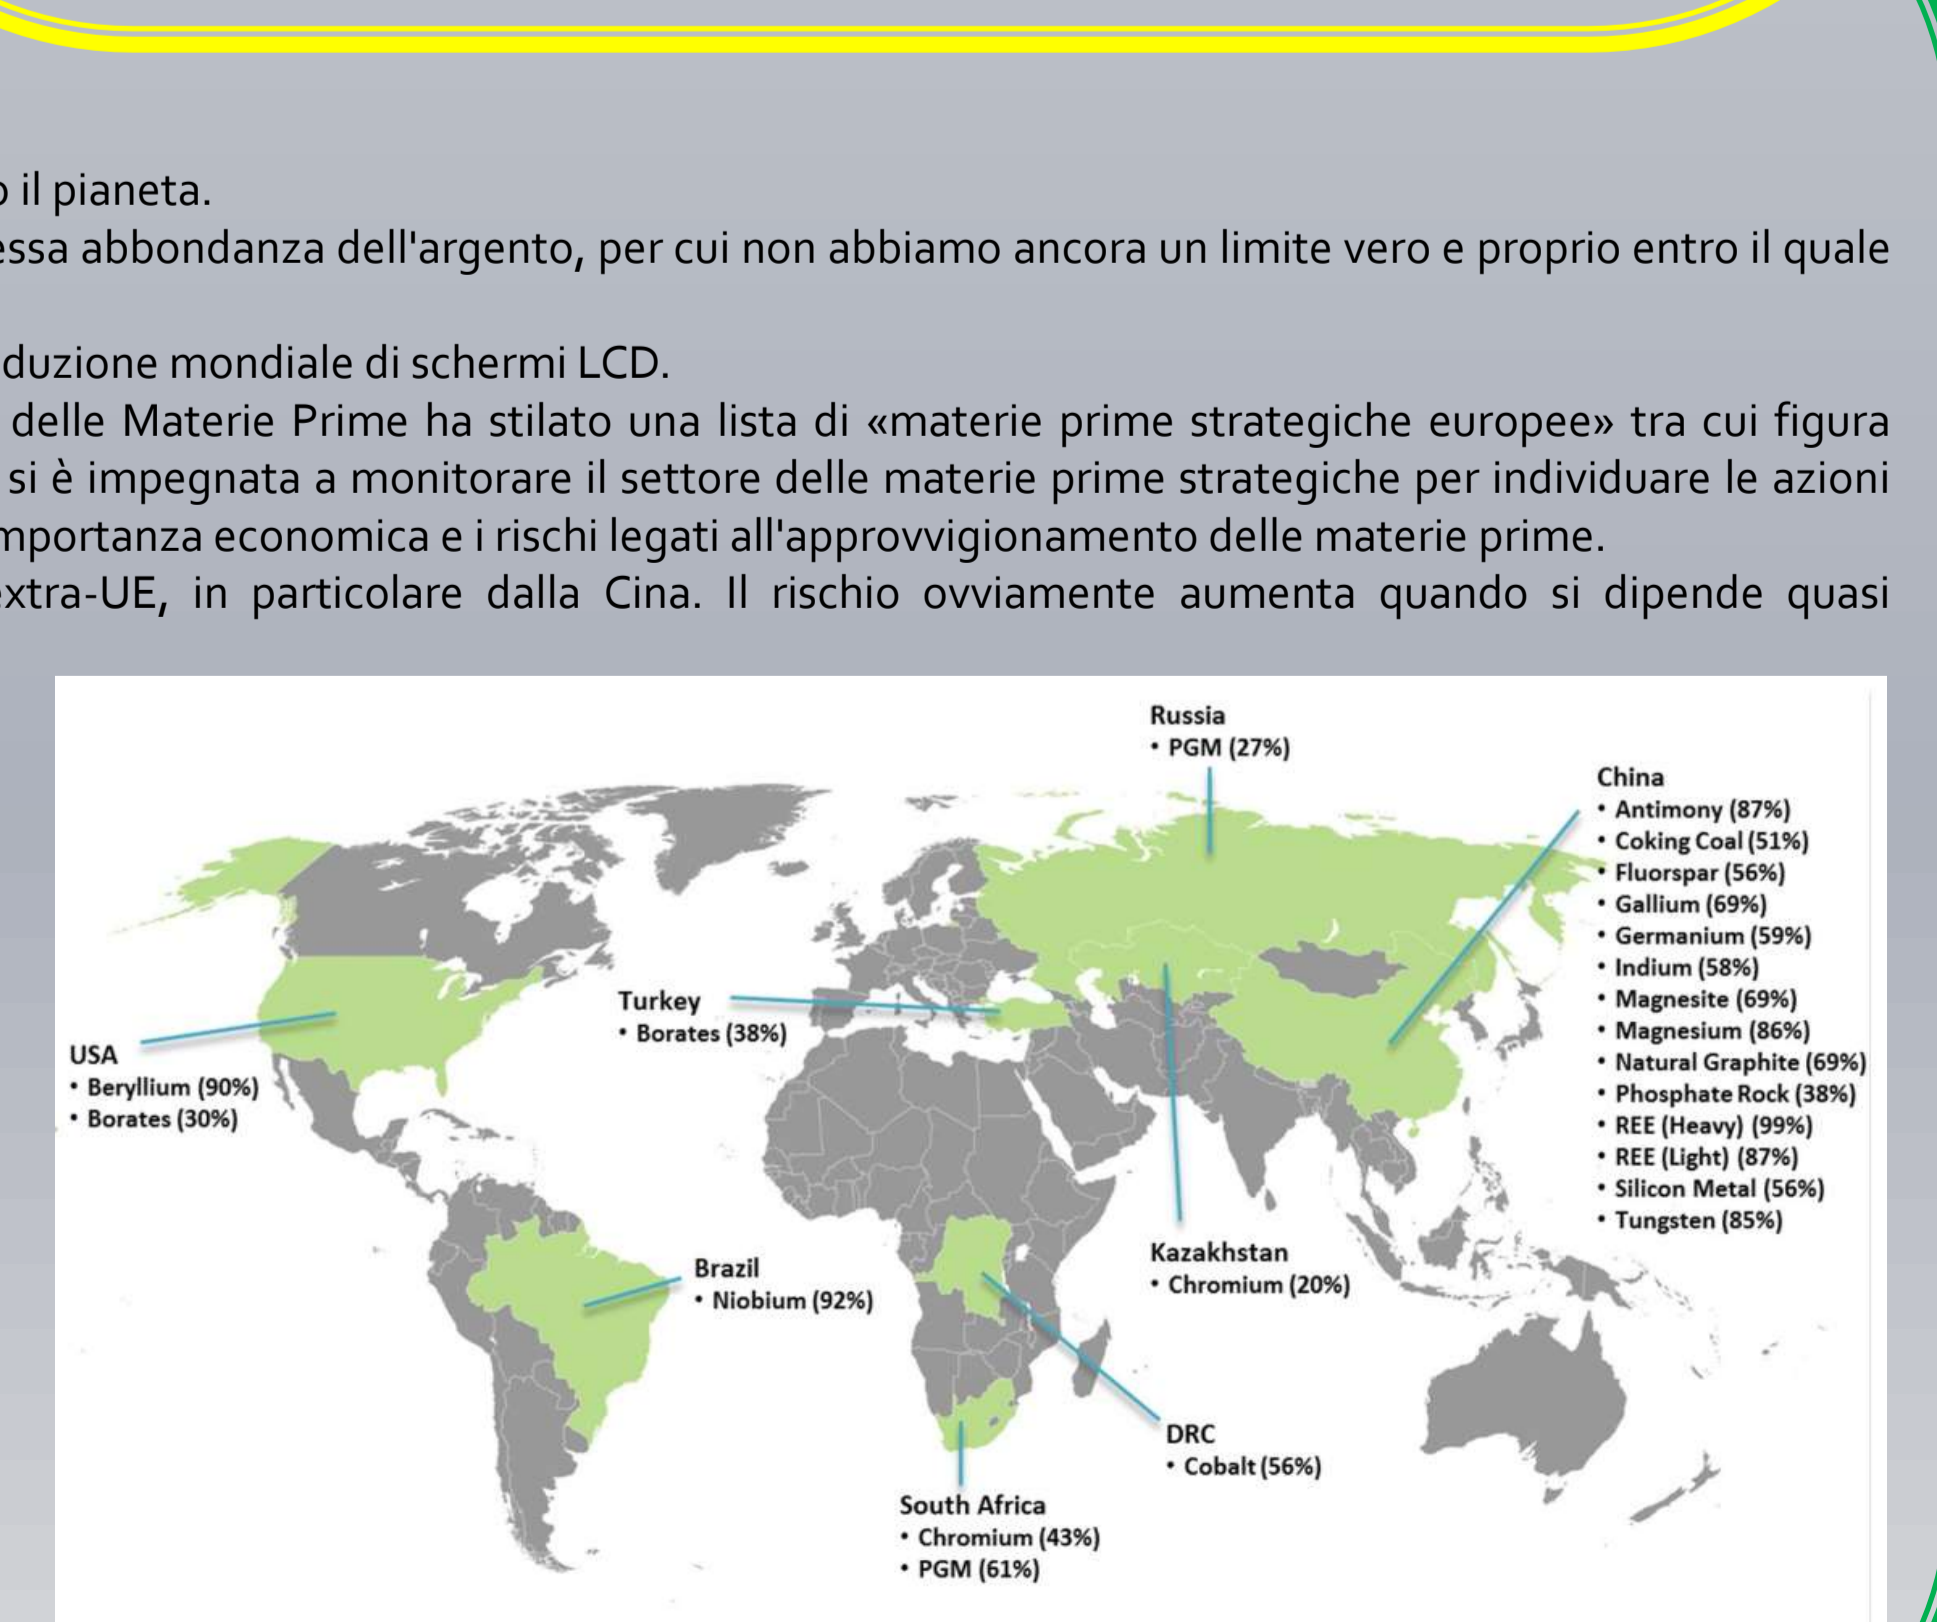 il pianeta.
essa abbondanza dell'argento, per cui non abbiamo ancora un limite vero e proprio entro il quale
duzione mondiale di schermi LCD.
delle Materie Prime ha stilato una lista di «materie prime strategiche europee» tra cui figura
si è impegnata a monitorare il settore delle materie prime strategiche per individuare le azioni
mportanza economica e i rischi legati all'approvvigionamento delle materie prime.
extra-UE, in particolare dalla Cina. Il rischio ovviamente aumenta quando si dipende quasi
Russia
• PGM (27%)
China
• Antimony (87%)
• Coking Coal (51%)
• Fluorspar (56%)
• Gallium (69%)
• Germanium (59%)
• Indium (58%)
• Magnesite (69%)
• Magnesium (86%)
• Natural Graphite (69%)
• Phosphate Rock (38%)
• REE (Heavy) (99%)
• REE (Light) (87%)
• Silicon Metal (56%)
• Tungsten (85%)
Turkey
• Borates (38%)
USA
• Beryllium (90%)
• Borates (30%)
Brazil
• Niobium (92%)
Kazakhstan
• Chromium (20%)
DRC
• Cobalt (56%)
South Africa
• Chromium (43%)
• PGM (61%)